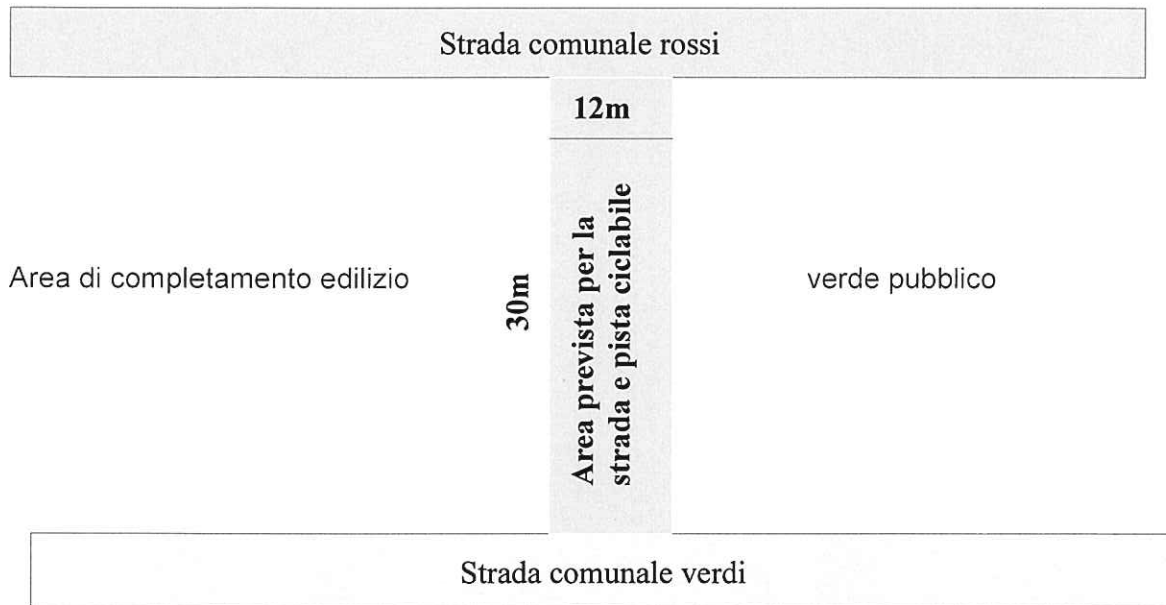 Strada comunale rossi
12m
Area di completamento edilizio
30m
Area prevista per la
strada e pista ciclabile
verde pubblico
Strada comunale verdi